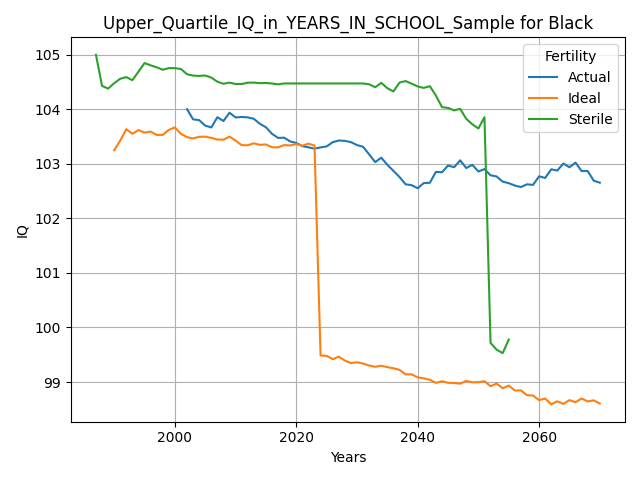 Upper_Quartile_IQ_in_YEARS_IN_SCHOOL_Sample for Black
Fertility
Actual
Ideal
Sterile
105
104
103
102
101
100
99
IQ
2000
2020
2040
2060
Years